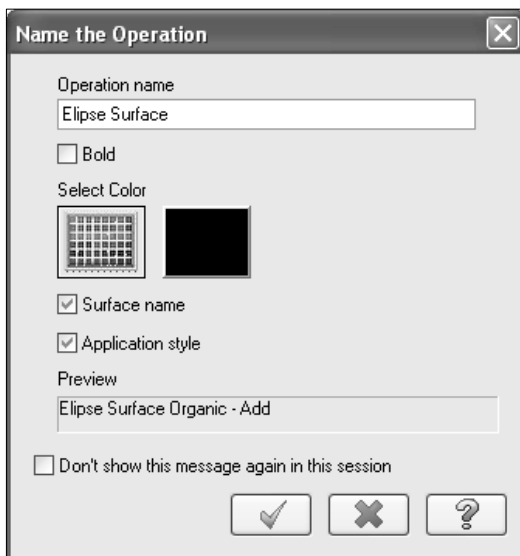 Name the Operation
Operation name
Elipse Surface
Bold
Select Color
Surface name
Application style
Preview
Elipse Surface Organic - Add
Don't show this message again in this session